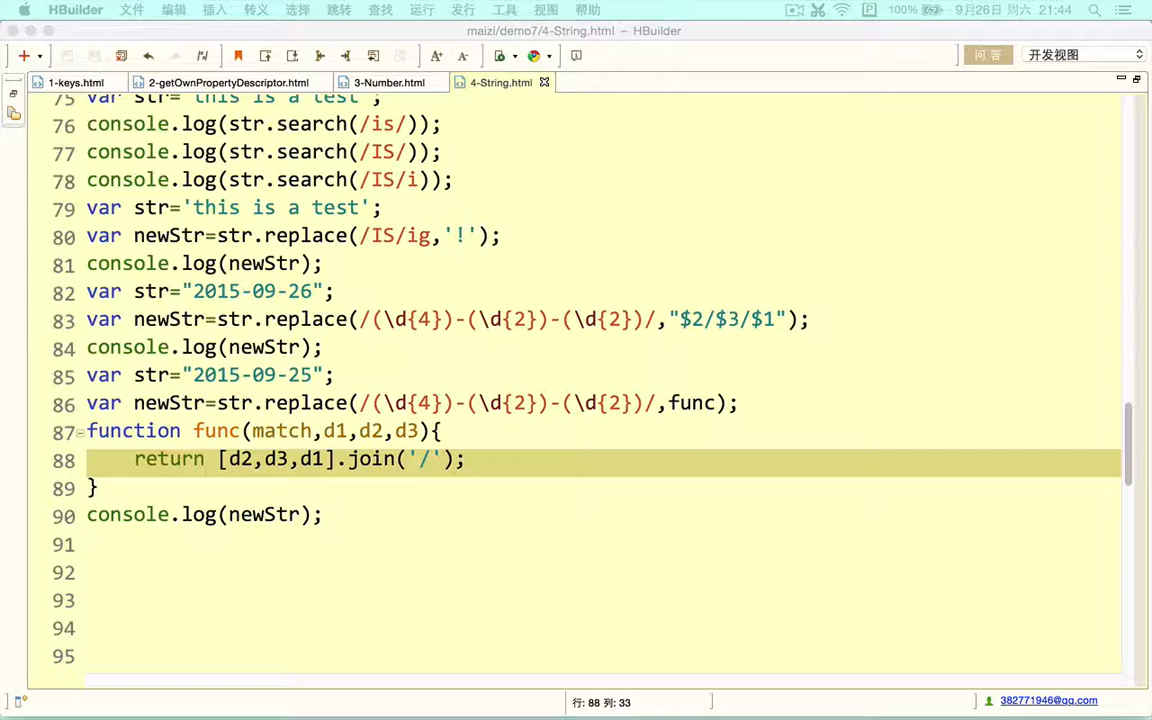 HBuilder 文件 编辑 插入 转义 选择 跳转 查找 运行 发行 工具 视图 帮助 100% 9月26日 周六 21:44
maizi/demo7/4-String.html — HBuilder
问答 开发视图
1-keys.html 2-getOwnPropertyDescriptor.html 3-Number.html 4-String.html
75 var str='this is a test';
76 console.log(str.search(/is/));
77 console.log(str.search(/IS/));
78 console.log(str.search(/IS/i));
79 var str='this is a test';
80 var newStr=str.replace(/IS/ig,'!');
81 console.log(newStr);
82 var str="2015-09-26";
83 var newStr=str.replace(/(\d{4})-(\d{2})-(\d{2})/,"$2/$3/$1");
84 console.log(newStr);
85 var str="2015-09-25";
86 var newStr=str.replace(/(\d{4})-(\d{2})-(\d{2})/,func);
87 function func(match,d1,d2,d3){
88 return [d2,d3,d1].join('/');
89 }
90 console.log(newStr);
91
92
93
94
95
行: 88 列: 33
382771946@qq.com